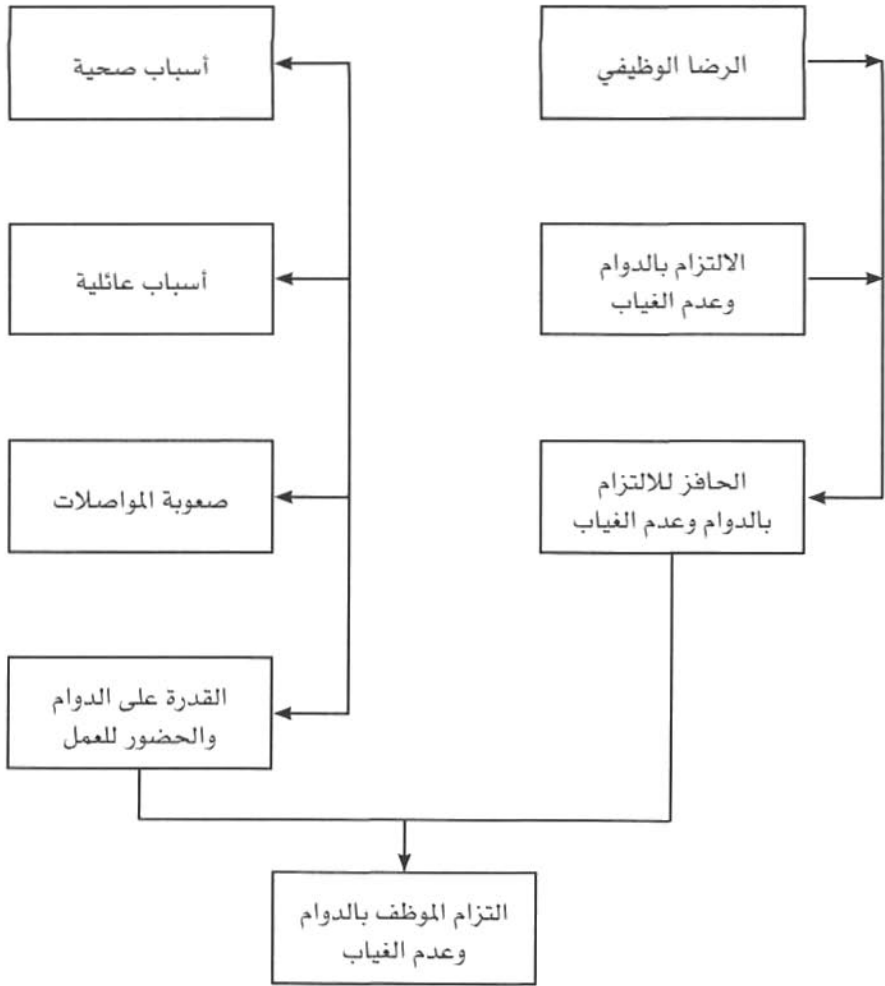 الرضا الوظيفي
أسباب صحية
الالتزام بالدوام
وعدم الغياب
أسباب عائلية
الحافز للالتزام
بالدوام وعدم الغياب
صعوبة المواصلات
القدرة على الدوام
والحضور للعمل
التزام الموظف بالدوام
وعدم الغياب